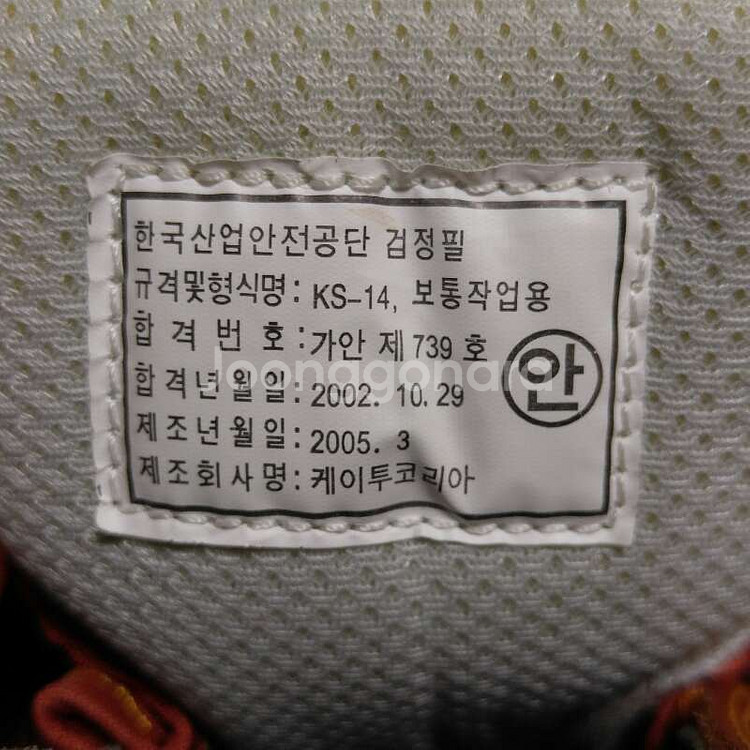 한국산업안전공단 검정필
규격및형식명: KS-14, 보통작업용
합격번호: 가안 제 739 호
합격년월일: 2002. 10. 29
제조년월일: 2005. 3
제조회사명: 케이투코리아
안
Joonggonara